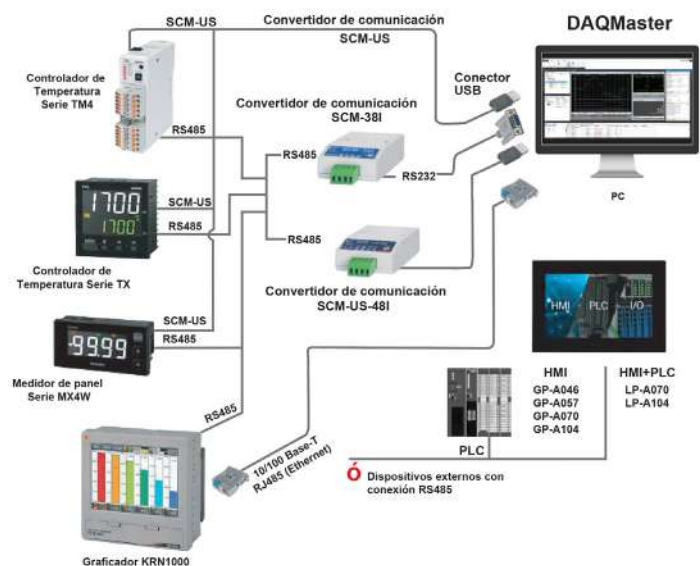 SCM-US
Convertidor de comunicación
SCM-US
DAQMaster
Controlador de
Temperatura
Serie TM4
Conector
USB
Convertidor de comunicación
SCM-38I
RS485
RS485
RS232
PC
1700
1700
SCM-US
RS485
RS485
Controlador de
Temperatura Serie TX
Convertidor de comunicación
SCM-US-48I
SCM-US
-99.99
RS485
HMI
PLC
I/O
Medidor de panel
Serie MX4W
HMI
GP-A046
GP-A057
GP-A070
GP-A104
HMI+PLC
LP-A070
LP-A104
RS485
PLC
10/100 Base-T
RJ485 (Ethernet)
Ó Dispositivos externos con
conexión RS485
Graficador KRN1000